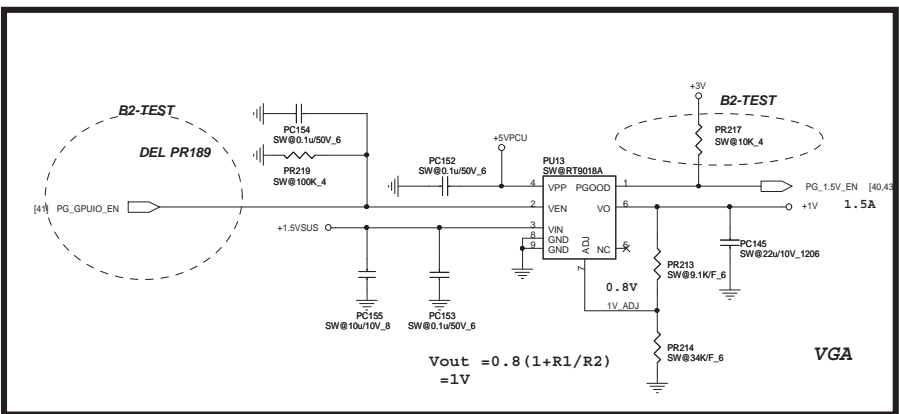 B2-TEST
DEL PR189
[41] PG_GPUIO_EN
PC154
SW@0.1u/50V_6
PR219
SW@100K_4
+1.5VSUS
PC155
SW@10u/10V_8
PC153
SW@0.1u/50V_6
PC152
SW@0.1u/50V_6
+5VPCU
PU13
SW@RT9018A
4 VPP PGOOD 1
2 VEN
VO 6
3 VIN
8 GND
9 GND
ADJ
7
NC 5
+3V
B2-TEST
PR217
SW@10K_4
PG_1.5V_EN [40,43
+1V
1.5A
PC145
SW@22u/10V_1206
PR213
SW@9.1K/F_6
0.8V
1V_ADJ
PR214
SW@34K/F_6
Vout =0.8(1+R1/R2)
=1V
VGA